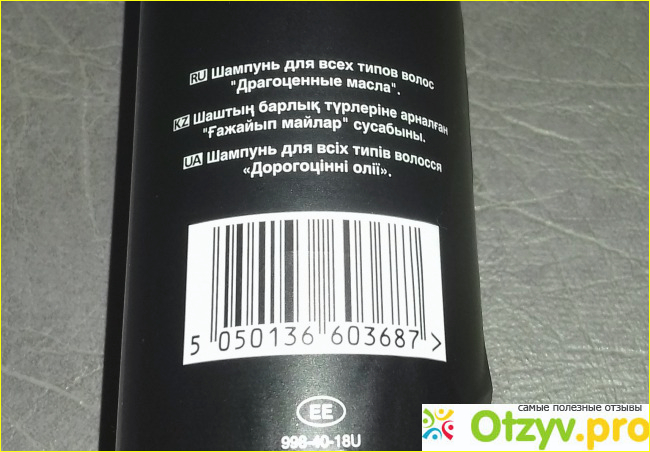 RU Шампунь для всех типов волос
"Драгоценные масла".
KZ Шаштың барлық түрлеріне арналған
"Ғажайып майлар" сусабыны.
UA Шампунь для всіх типів волосся
«Дорогоцінні олії».
5 050136 603687 >
EE
998-40-18U
самые полезные отзывы
Otzyv.pro